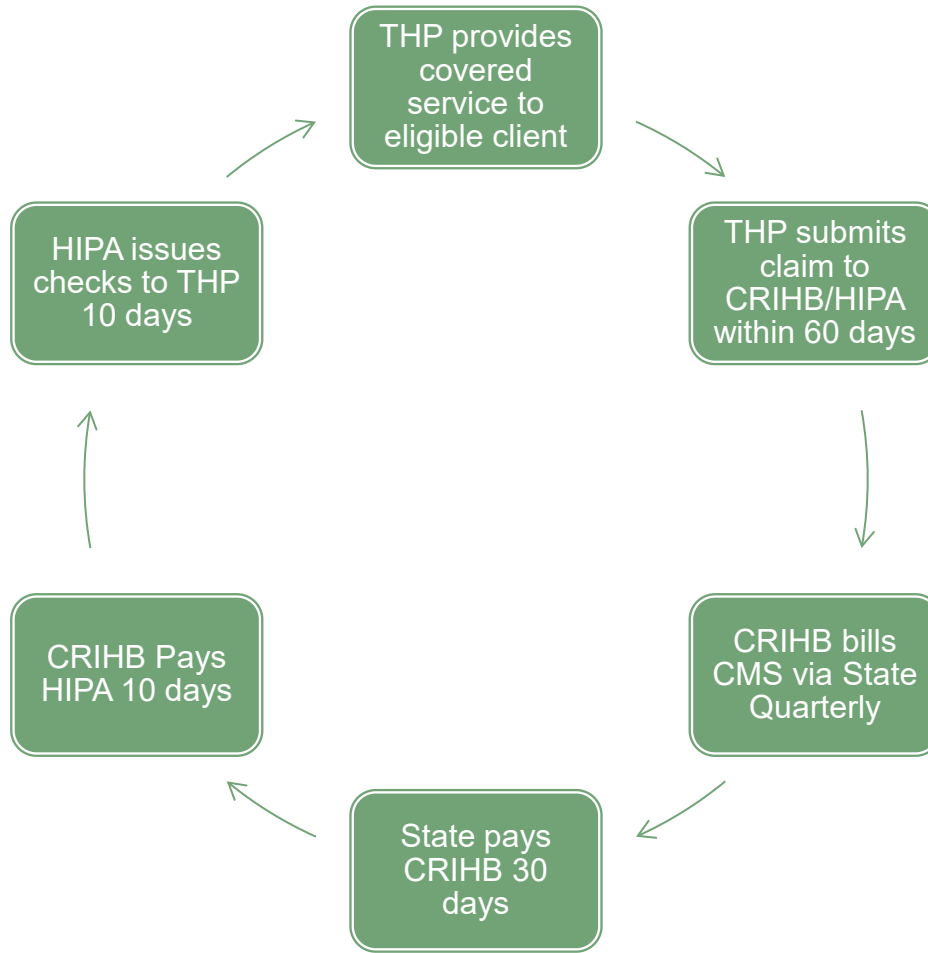 THP provides
covered
service to
eligible client
THP submits
claim to
CRIHB/HIPA
within 60 days
CRIHB bills
CMS via State
Quarterly
State pays
CRIHB 30
days
CRIHB Pays
HIPA 10 days
HIPA issues
checks to THP
10 days